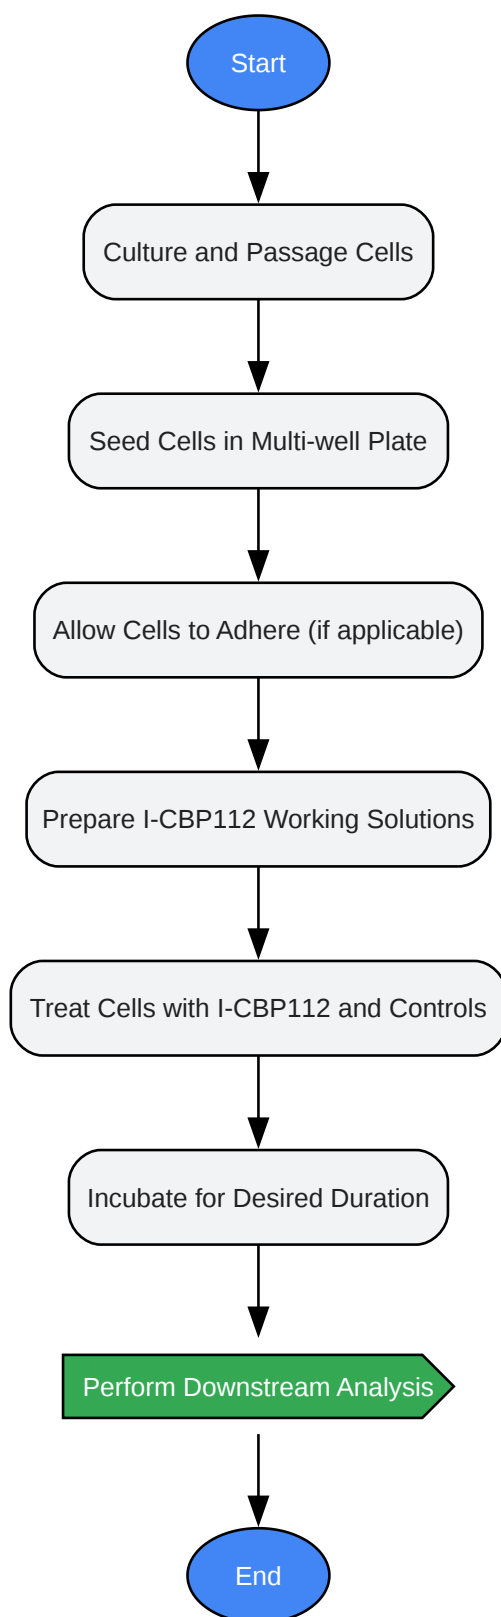 Start
Culture and Passage Cells
Seed Cells in Multi-well Plate
Allow Cells to Adhere (if applicable)
Prepare I-CBP112 Working Solutions
Treat Cells with I-CBP112 and Controls
Incubate for Desired Duration
Perform Downstream Analysis
End